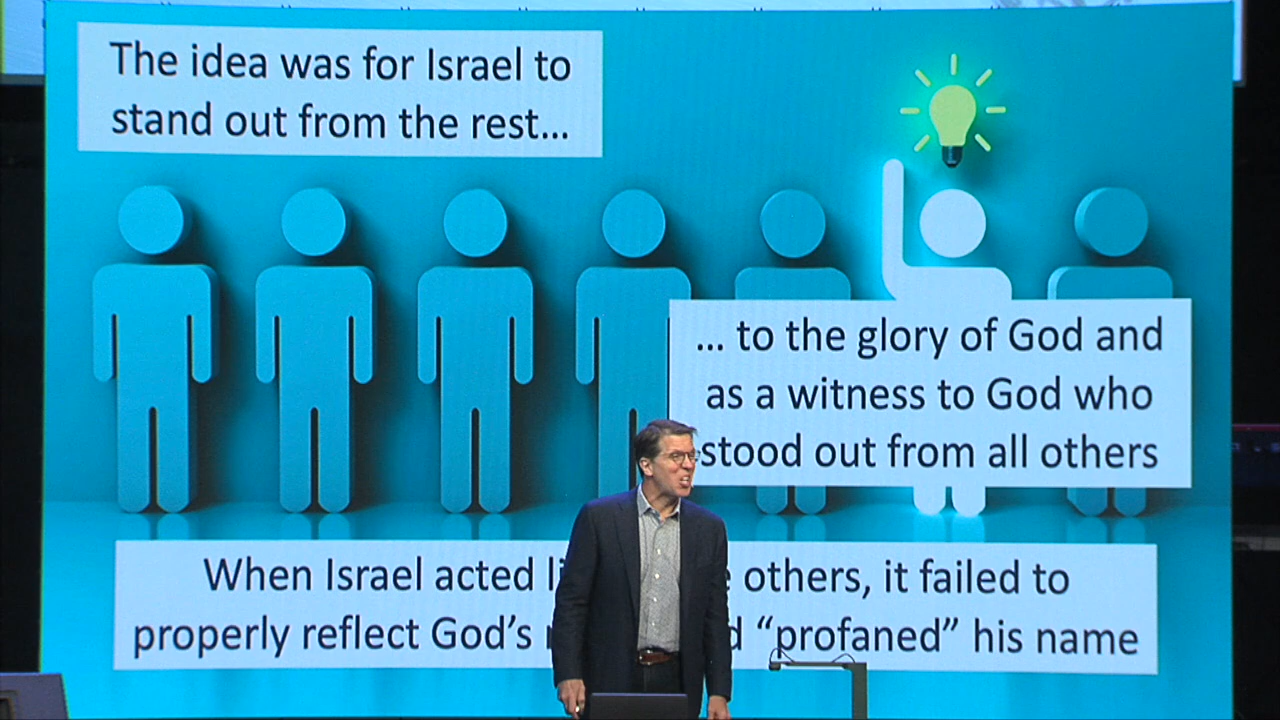 The idea was for Israel to
stand out from the rest...
... to the glory of God and
as a witness to God who
stood out from all others
When Israel acted others, it failed to
properly reflect God's “profaned” his name